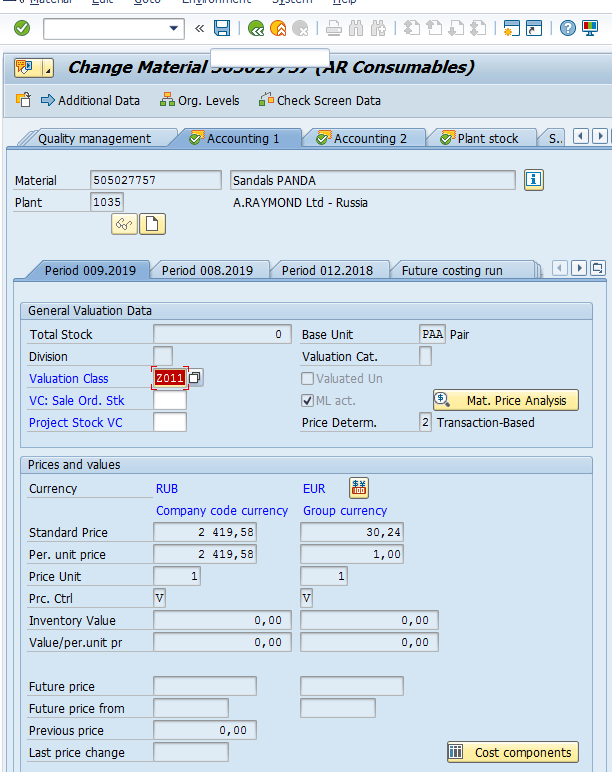 Material Edit Goto Environment System Help
Change Material 505027757 (AR Consumables)
Additional Data Org. Levels Check Screen Data
Quality management Accounting 1 Accounting 2 Plant stock S..
Material 505027757 Sandals PANDA
Plant 1035 A.RAYMOND Ltd - Russia
Period 009.2019 Period 008.2019 Period 012.2018 Future costing run
General Valuation Data
Total Stock 0 Base Unit PAA Pair
Division Valuation Cat.
Valuation Class Z011 Valuated Un
VC: Sale Ord. Stk ML act. Mat. Price Analysis
Project Stock VC Price Determ. 2 Transaction-Based
Prices and values
Currency RUB EUR
Company code currency Group currency
Standard Price 2 419,58 30,24
Per. unit price 2 419,58 1,00
Price Unit 1 1
Prc. Ctrl V V
Inventory Value 0,00 0,00
Value/per.unit pr 0,00 0,00
Future price
Future price from
Previous price 0,00
Last price change Cost components